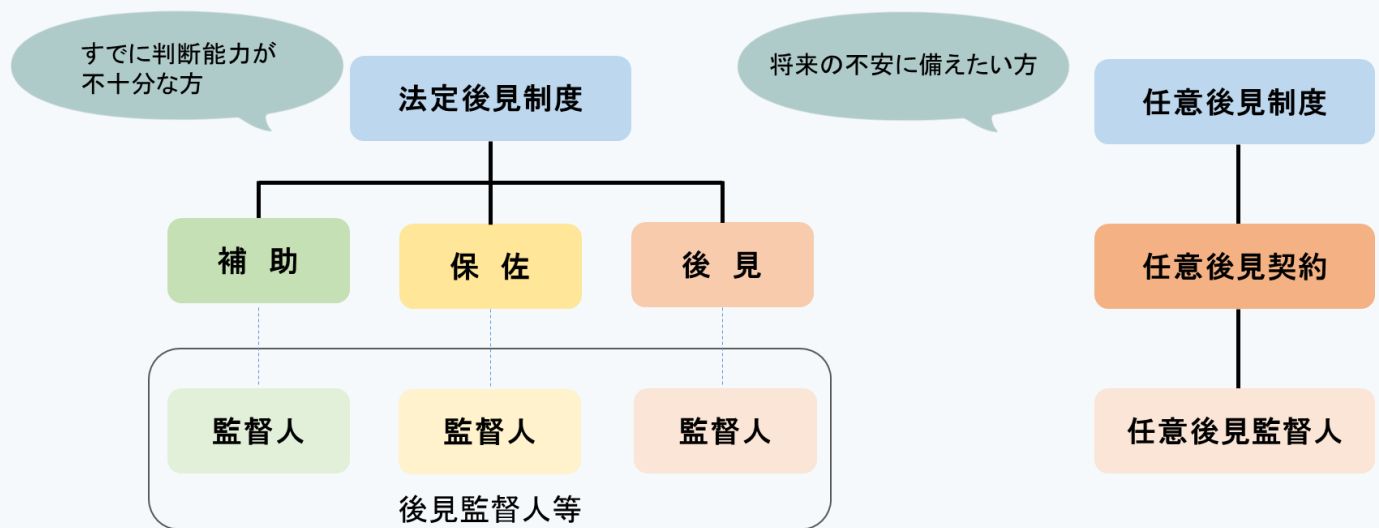 すでに判断能力が
不十分な方
法定後見制度
将来の不安に備えたい方
任意後見制度
補 助
保 佐
後 見
任意後見契約
監督人
監督人
監督人
任意後見監督人
後見監督人等